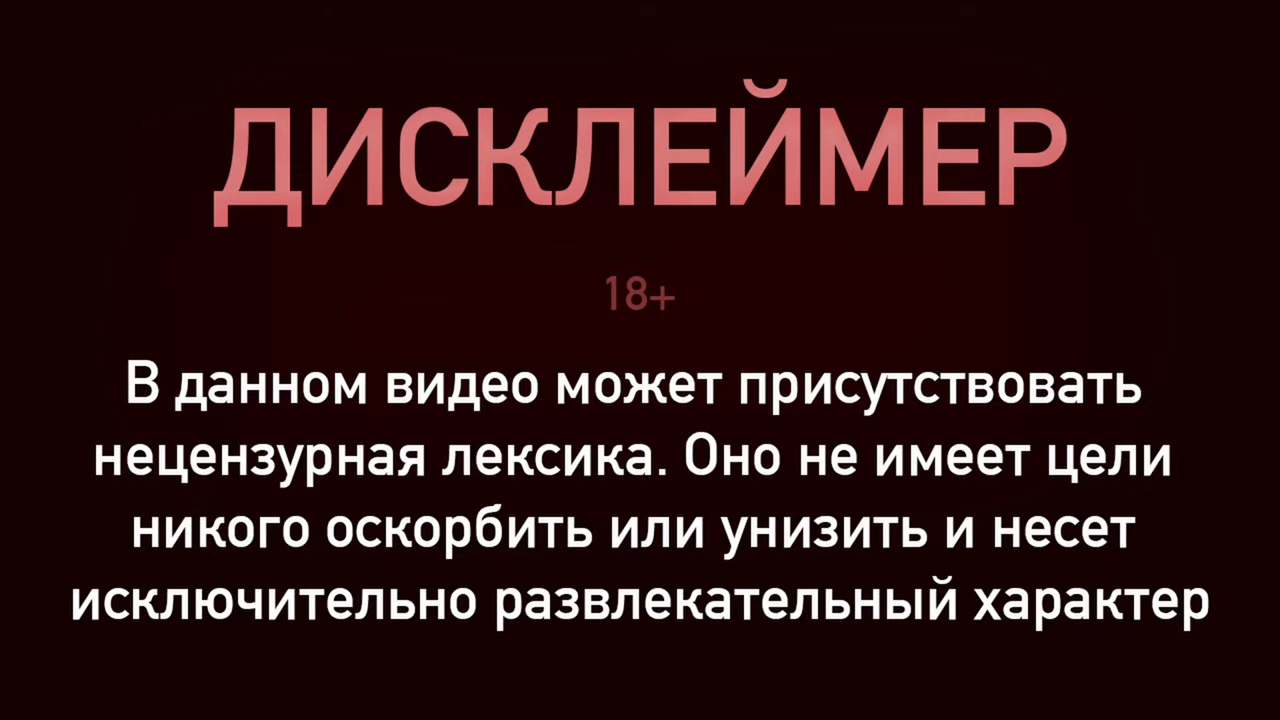 ДИСКЛЕЙМЕР
18+
В данном видео может присутствовать
нецензурная лексика. Оно не имеет цели
никого оскорбить или унизить и несет
исключительно развлекательный характер